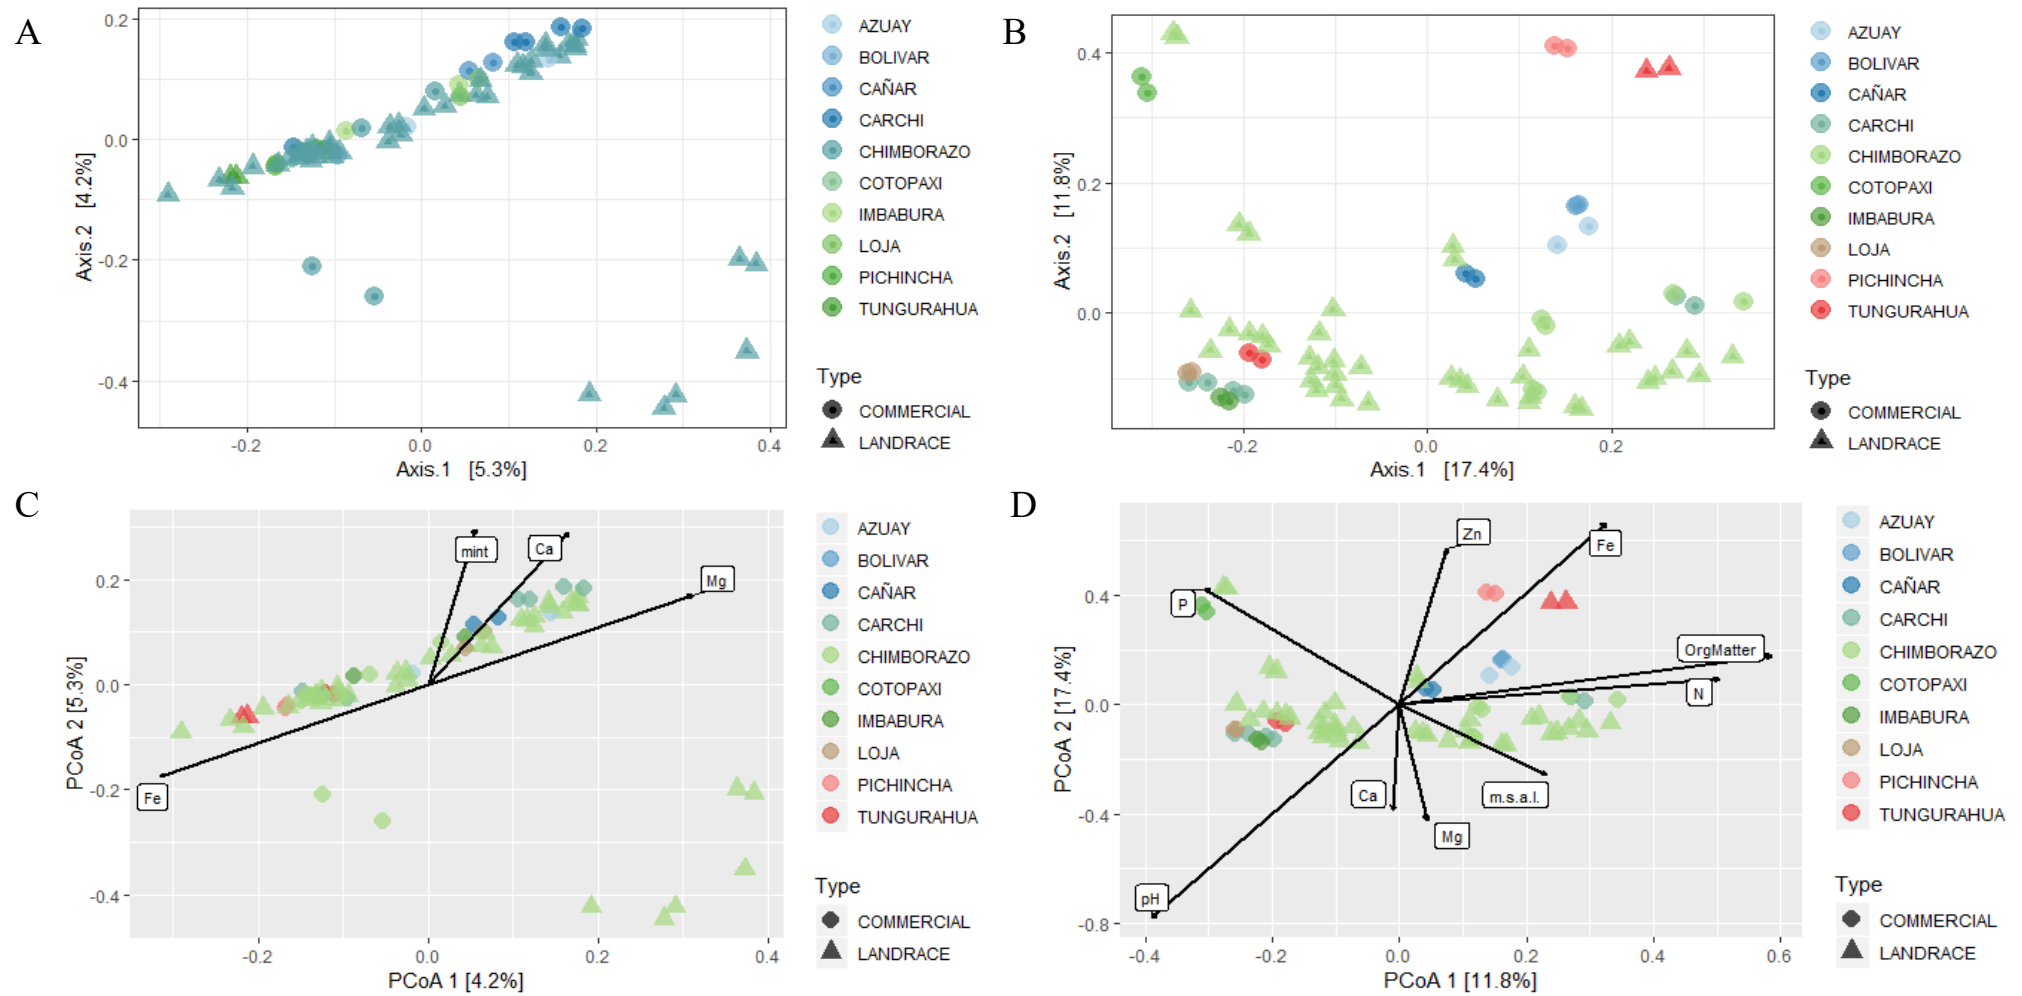 A
0.2
0.0
-0.2
-0.4
Axis.2 [4.2%]
-0.2
0.0
0.2
0.4
Axis.1 [5.3%]
AZUAY
BOLIVAR
CAÑAR
CARCHI
CHIMBORAZO
COTOPAXI
IMBABURA
LOJA
PICHINCHA
TUNGURAHUA
Type
COMMERCIAL
LANDRACE
B
0.4
0.2
0.0
Axis.2 [11.8%]
-0.2
0.0
0.2
Axis.1 [17.4%]
AZUAY
BOLIVAR
CAÑAR
CARCHI
CHIMBORAZO
COTOPAXI
IMBABURA
LOJA
PICHINCHA
TUNGURAHUA
Type
COMMERCIAL
LANDRACE
C
mint
Ca
Mg
Fe
0.2
0.0
-0.2
-0.4
PCoA 2 [5.3%]
-0.2
0.0
0.2
0.4
PCoA 1 [4.2%]
AZUAY
BOLIVAR
CAÑAR
CARCHI
CHIMBORAZO
COTOPAXI
IMBABURA
LOJA
PICHINCHA
TUNGURAHUA
Type
COMMERCIAL
LANDRACE
D
Zn
Fe
P
OrgMatter
N
Ca
m.s.a.l.
Mg
pH
0.4
0.0
-0.4
-0.8
PCoA 2 [17.4%]
-0.4
-0.2
0.0
0.2
0.4
0.6
PCoA 1 [11.8%]
AZUAY
BOLIVAR
CAÑAR
CARCHI
CHIMBORAZO
COTOPAXI
IMBABURA
LOJA
PICHINCHA
TUNGURAHUA
Type
COMMERCIAL
LANDRACE